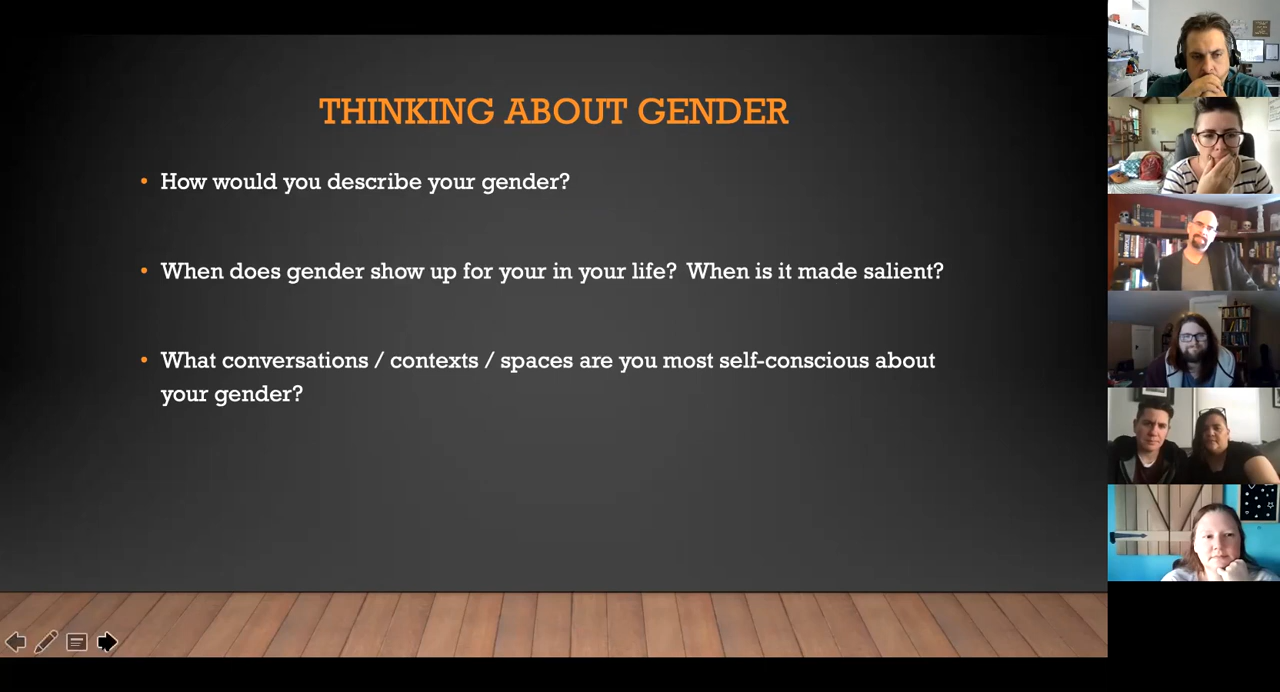 THINKING ABOUT GENDER
• How would you describe your gender?
• When does gender show up for your in your life? When is it made salient?
• What conversations / contexts / spaces are you most self-conscious about
your gender?